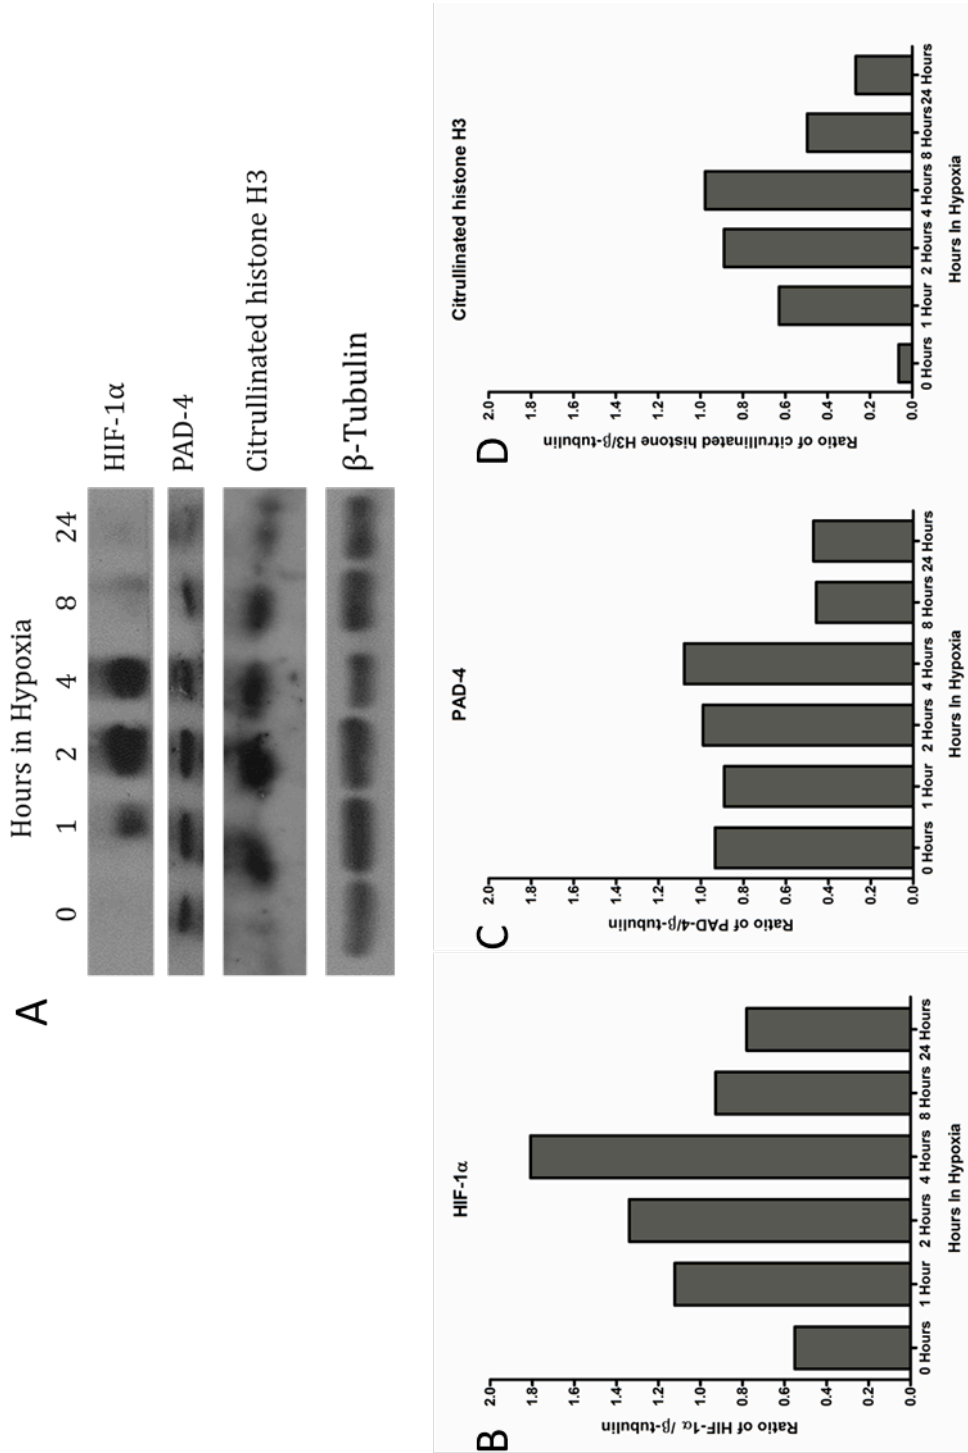 A
Hours in Hypoxia
0 1 2 4 8 24
HIF-1α
PAD-4
Citrullinated histone H3
β-Tubulin
B
HIF-1α
Ratio of HIF-1α /β-tubulin
2.0
1.8
1.6
1.4
1.2
1.0
0.8
0.6
0.4
0.2
0.0
0 Hours 1 Hour 2 Hours 4 Hours 8 Hours 24 Hours
Hours In Hypoxia
C
PAD-4
Ratio of PAD-4/β-tubulin
2.0
1.8
1.6
1.4
1.2
1.0
0.8
0.6
0.4
0.2
0.0
0 Hours 1 Hour 2 Hours 4 Hours 8 Hours 24 Hours
Hours In Hypoxia
D
Citrullinated histone H3
Ratio of citrullinated histone H3/β-tubulin
2.0
1.8
1.6
1.4
1.2
1.0
0.8
0.6
0.4
0.2
0.0
0 Hours 1 Hour 2 Hours 4 Hours 8 Hours 24 Hours
Hours In Hypoxia